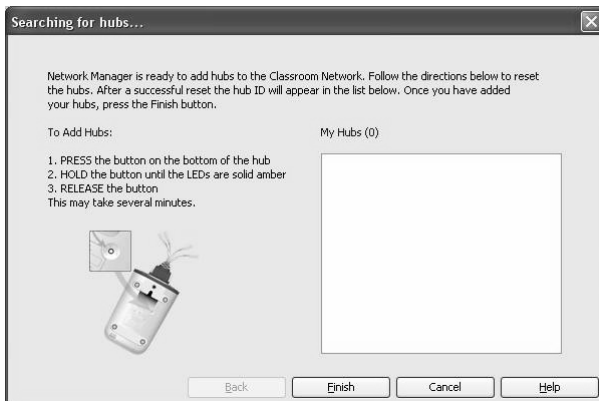 Searching for hubs...
Network Manager is ready to add hubs to the Classroom Network. Follow the directions below to reset
the hubs. After a successful reset the hub ID will appear in the list below. Once you have added
your hubs, press the Finish button.
To Add Hubs:
My Hubs (0)
1. PRESS the button on the bottom of the hub
2. HOLD the button until the LEDs are solid amber
3. RELEASE the button
This may take several minutes.
Back
Finish
Cancel
Help